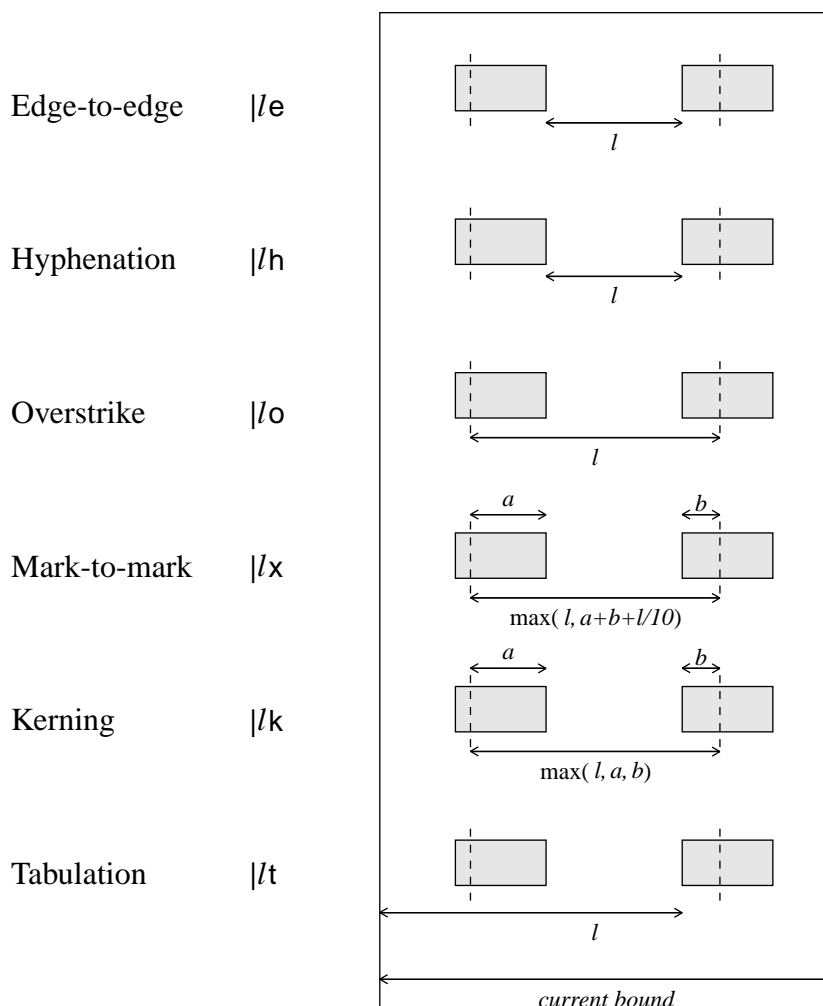 Edge-to-edge |le
l
Hyphenation |lh
l
Overstrike |lo
l
a b
Mark-to-mark |lx
max( l, a+b+l/10)
a b
Kerning |lk
max( l, a, b)
Tabulation |lt
l
current bound